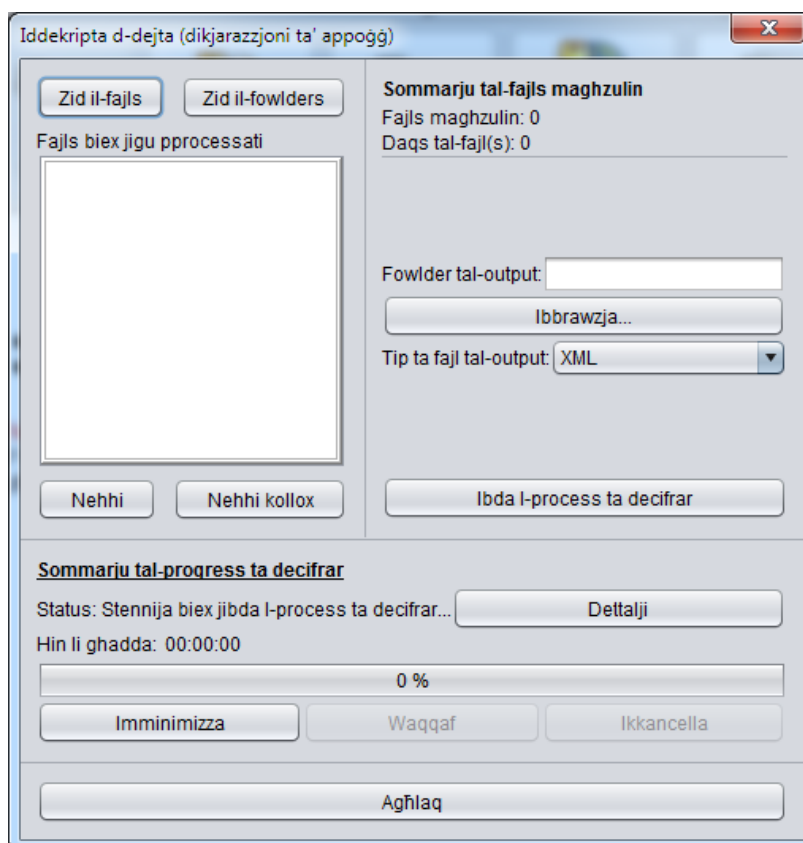 Iddekripta d-dejta (dikjarazzjoni ta' appoġġ)
Zid il-fajls
Zid il-fowlders
Fajls biex jigu pprocessati
Nehhi
Nehhi kollox
Sommarju tal-fajls maghzulin
Fajls maghzulin: 0
Daqs tal-fajl(s): 0
Fowlder tal-output:
Ibbrawzja...
Tip ta fajl tal-output: XML
Ibda l-process ta decifrar
Sommarju tal-progress ta decifrar
Status: Stennija biex jibda l-process ta decifrar...
Dettalji
Hin li ghadda: 00:00:00
0 %
Imminimizza
Waqqaf
Ikkancella
Agħlaq